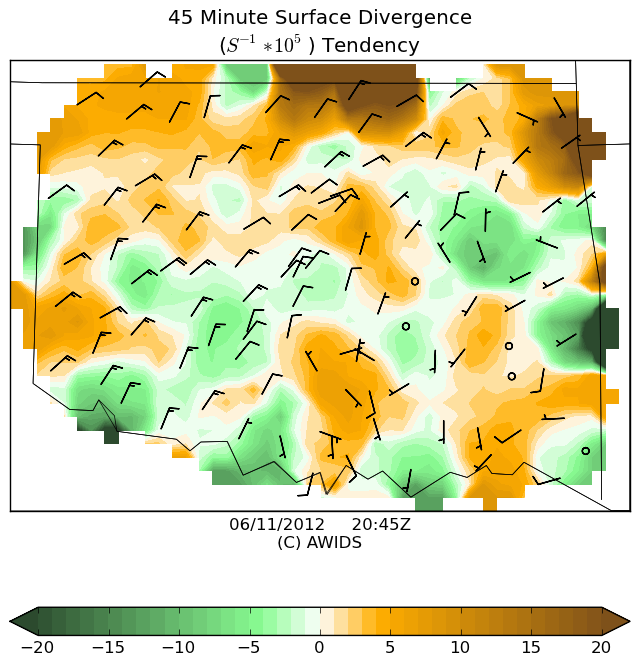 45 Minute Surface Divergence
(S⁻¹ *10⁵ ) Tendency
06/11/2012 20:45Z
(C) AWIDS
−20 −15 −10 −5 0 5 10 15 20